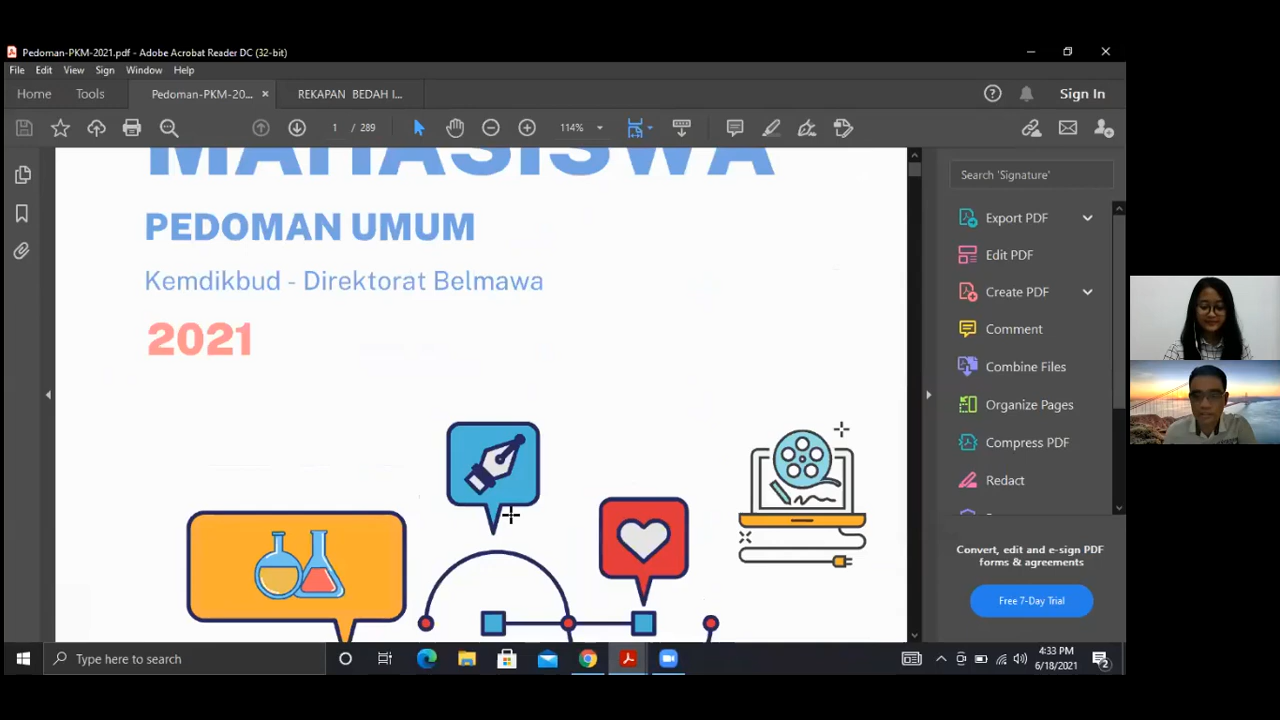 Pedoman-PKM-2021.pdf - Adobe Acrobat Reader DC (32-bit)
File Edit View Sign Window Help
Home Tools Pedoman-PKM-20... × REKAPAN BEDAH I...
Sign In
1 / 289 114%
Search 'Signature'
MAHASISWA
PEDOMAN UMUM
Kemdikbud - Direktorat Belmawa
2021
Export PDF
Edit PDF
Create PDF
Comment
Combine Files
Organize Pages
Compress PDF
Redact
Convert, edit and e-sign PDF
forms & agreements
Free 7-Day Trial
Type here to search
4:33 PM
6/18/2021
2